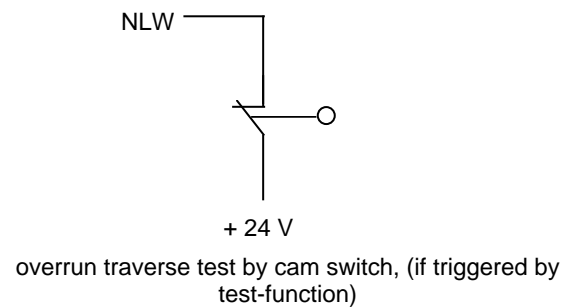 NLW
+ 24 V
overrun traverse test by cam switch, (if triggered by
test-function)